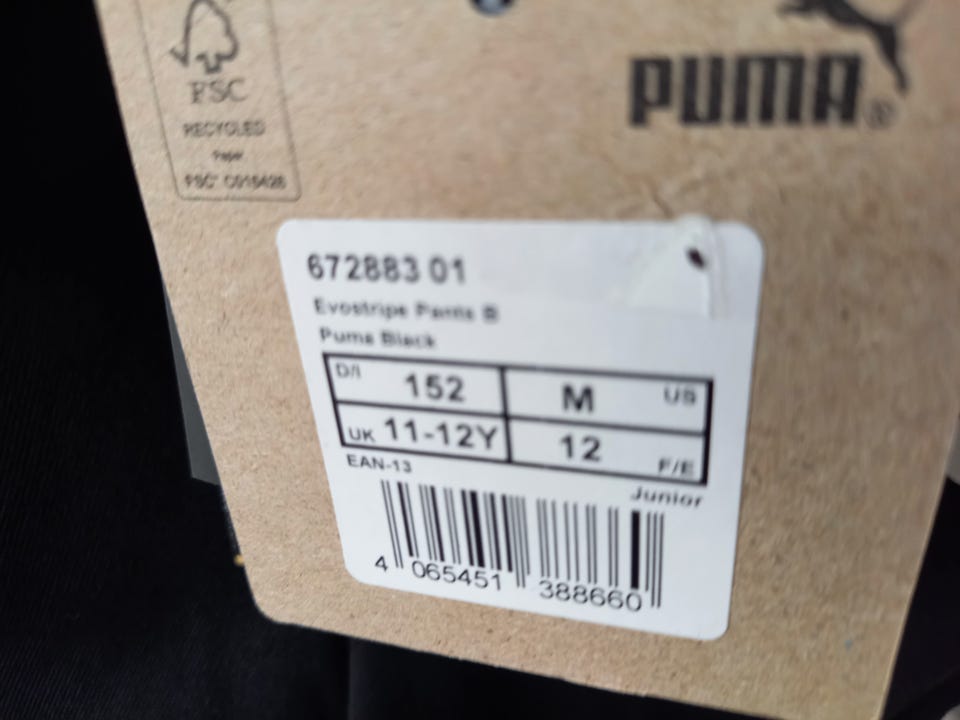 FSC
RECYCLED
Paper
FSC® C016426
PUMA®
672883 01
Evostripe Pants B
Puma Black
D/I 152 M US
UK 11-12Y 12 F/E
EAN-13
Junior
4 065451 388660